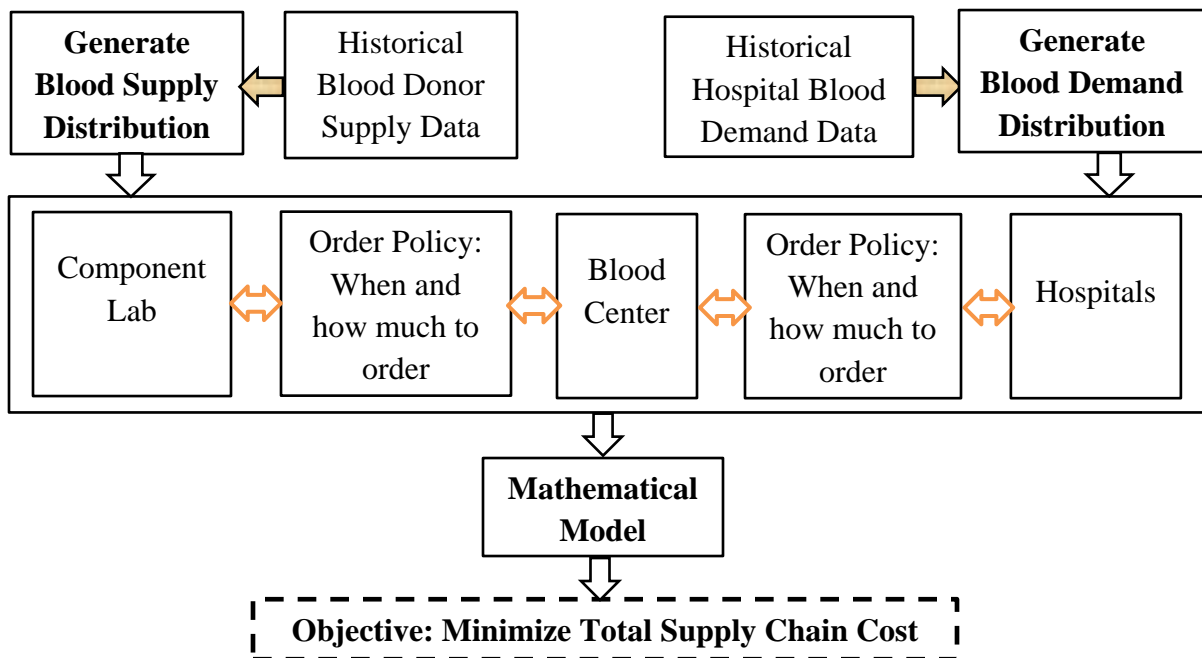 Generate
Blood Supply
Distribution
Historical
Blood Donor
Supply Data
Historical
Hospital Blood
Demand Data
Generate
Blood Demand
Distribution
Component
Lab
Order Policy:
When and
how much to
order
Blood
Center
Order Policy:
When and
how much to
order
Hospitals
Mathematical
Model
Objective: Minimize Total Supply Chain Cost